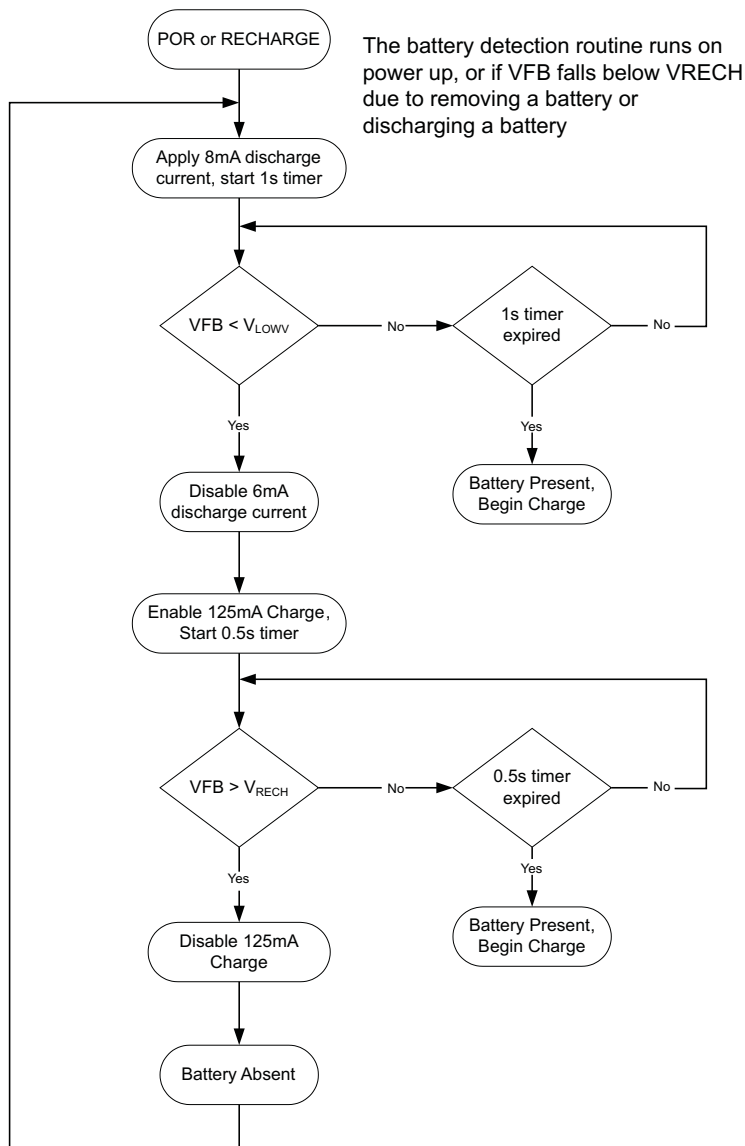 POR or RECHARGE
The battery detection routine runs on
power up, or if VFB falls below VRECH
due to removing a battery or
discharging a battery
Apply 8mA discharge
current, start 1s timer
VFB < VLOWV
No
1s timer
expired
No
Yes
Yes
Disable 6mA
discharge current
Battery Present,
Begin Charge
Enable 125mA Charge,
Start 0.5s timer
VFB > VRECH
No
0.5s timer
expired
No
Yes
Yes
Disable 125mA
Charge
Battery Present,
Begin Charge
Battery Absent